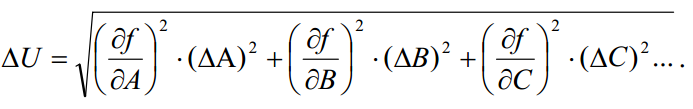 ΔU = √((∂f/∂A)² · (ΔA)² + (∂f/∂B)² · (ΔB)² + (∂f/∂C)² · (ΔC)² ...) .